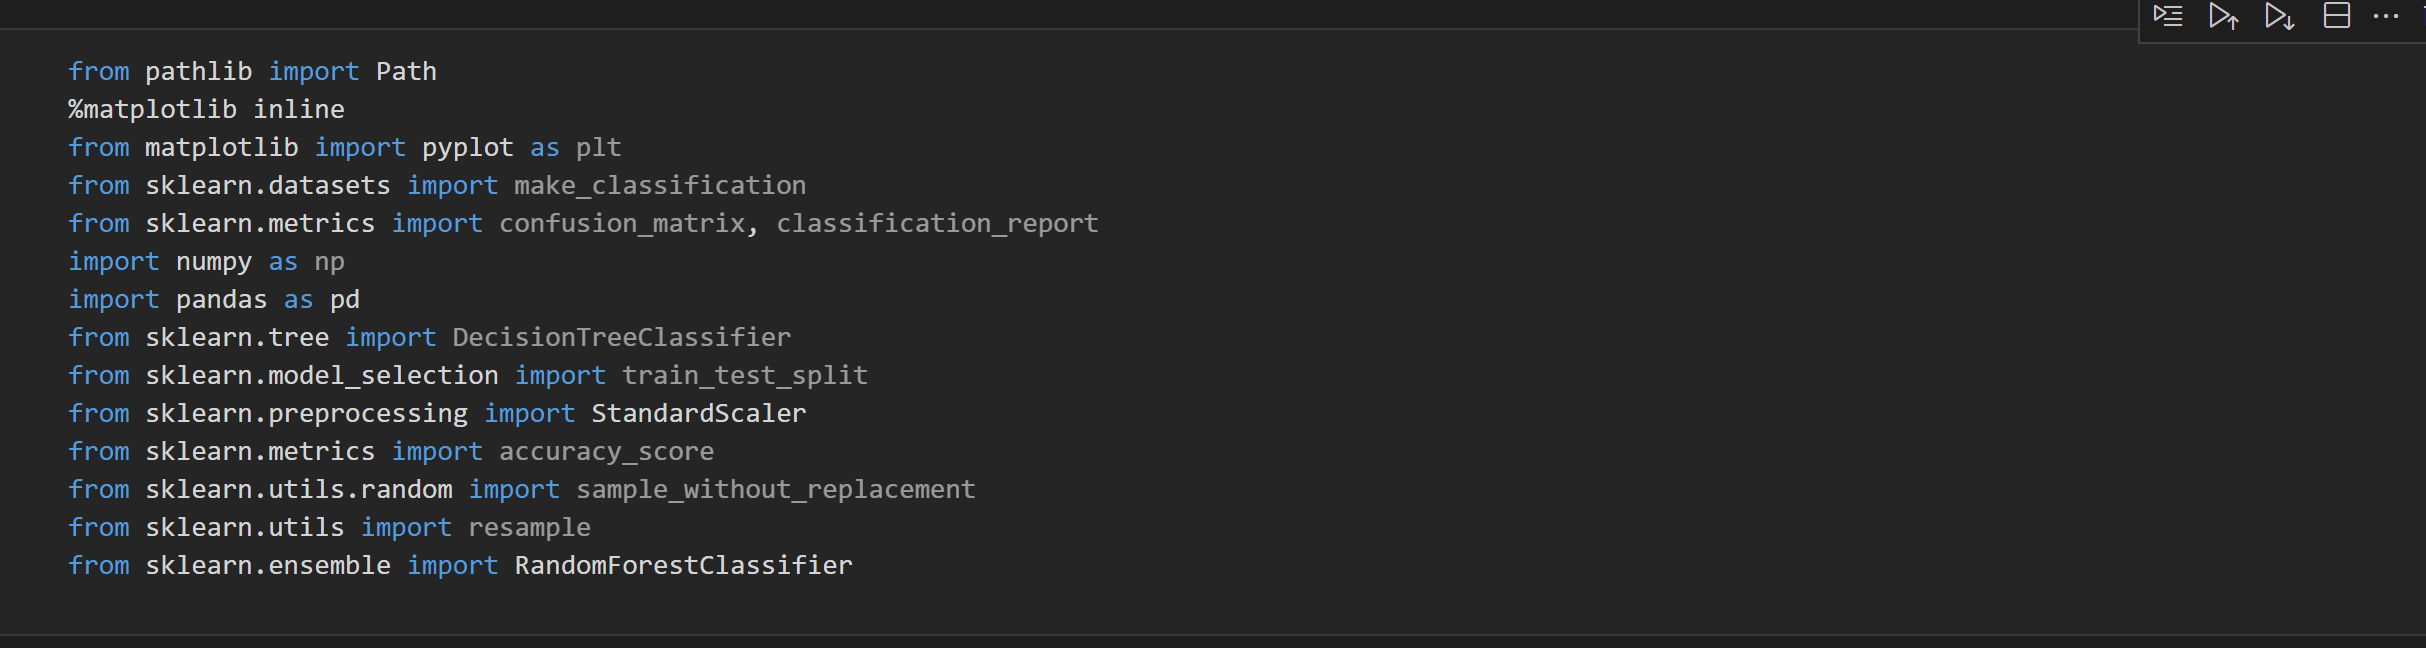 from pathlib import Path
%matplotlib inline
from matplotlib import pyplot as plt
from sklearn.datasets import make_classification
from sklearn.metrics import confusion_matrix, classification_report
import numpy as np
import pandas as pd
from sklearn.tree import DecisionTreeClassifier
from sklearn.model_selection import train_test_split
from sklearn.preprocessing import StandardScaler
from sklearn.metrics import accuracy_score
from sklearn.utils.random import sample_without_replacement
from sklearn.utils import resample
from sklearn.ensemble import RandomForestClassifier